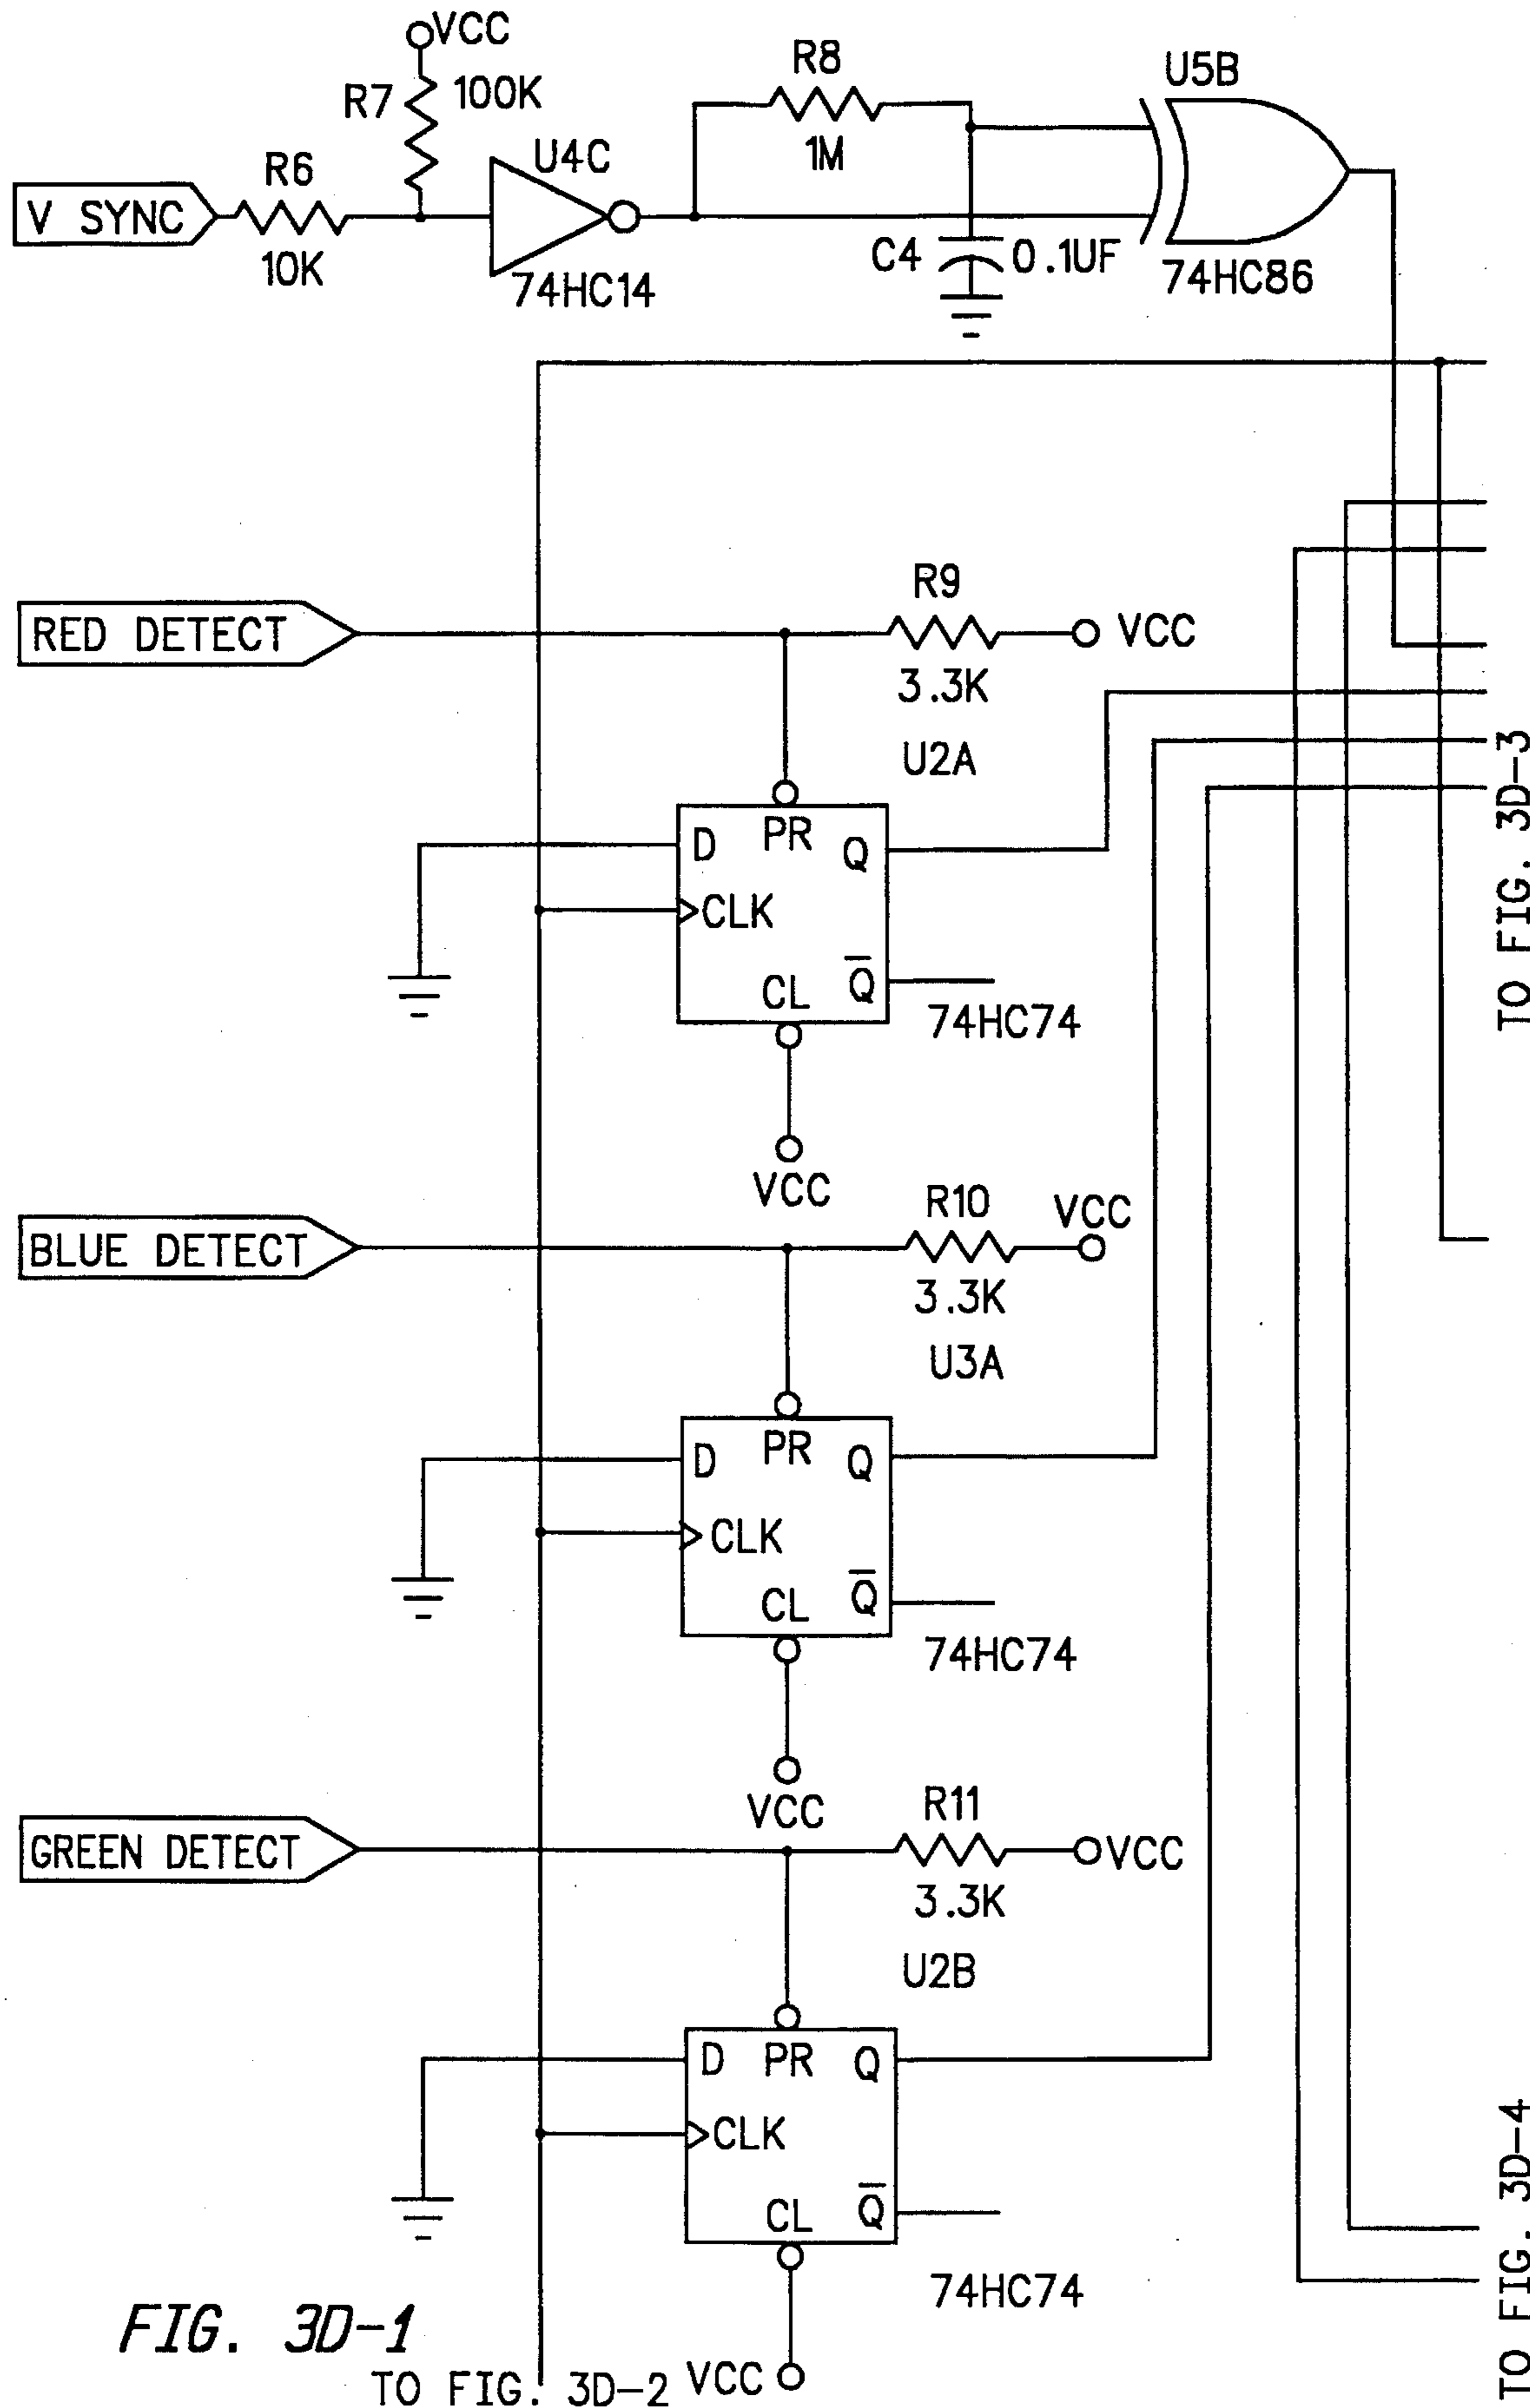 VCC
R7
100K
R8
1M
U5B
U4C
R6
V SYNC
10K
74HC14
C4
0.1UF
74HC86
RED DETECT
R9
3.3K
VCC
U2A
D
PR
Q
CLK
CL
Q̅
74HC74
VCC
TO FIG. 3D-3
BLUE DETECT
R10
3.3K
VCC
U3A
D
PR
Q
CLK
CL
Q̅
74HC74
VCC
GREEN DETECT
R11
3.3K
VCC
U2B
D
PR
Q
CLK
CL
Q̅
74HC74
VCC
TO FIG. 3D-4
FIG. 3D-1
TO FIG. 3D-2